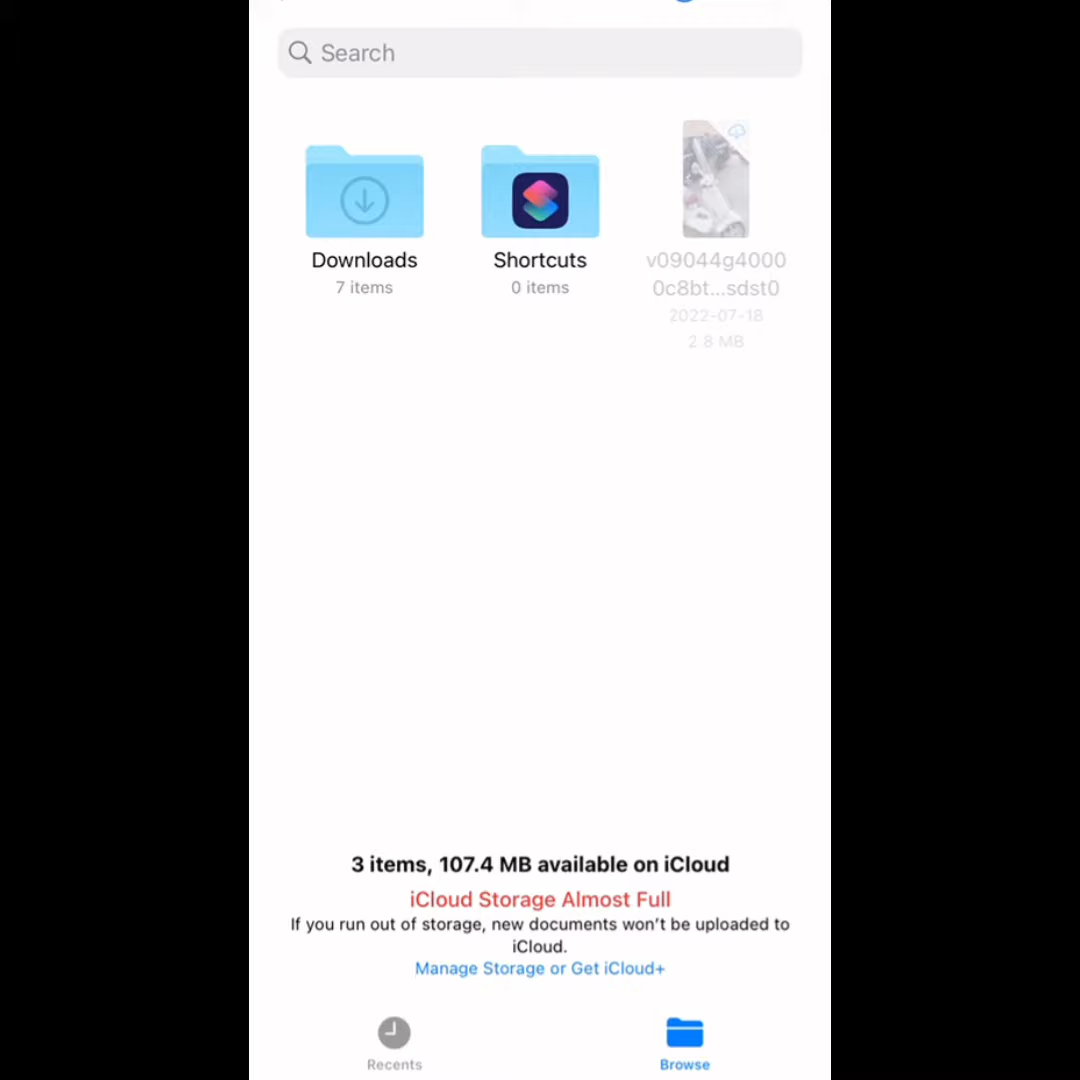 Search
Downloads
7 items
Shortcuts
0 items
v09044g4000
0c8bt...sdst0
2022-07-18
2.8 MB
3 items, 107.4 MB available on iCloud
iCloud Storage Almost Full
If you run out of storage, new documents won’t be uploaded to
iCloud.
Manage Storage or Get iCloud+
Recents
Browse